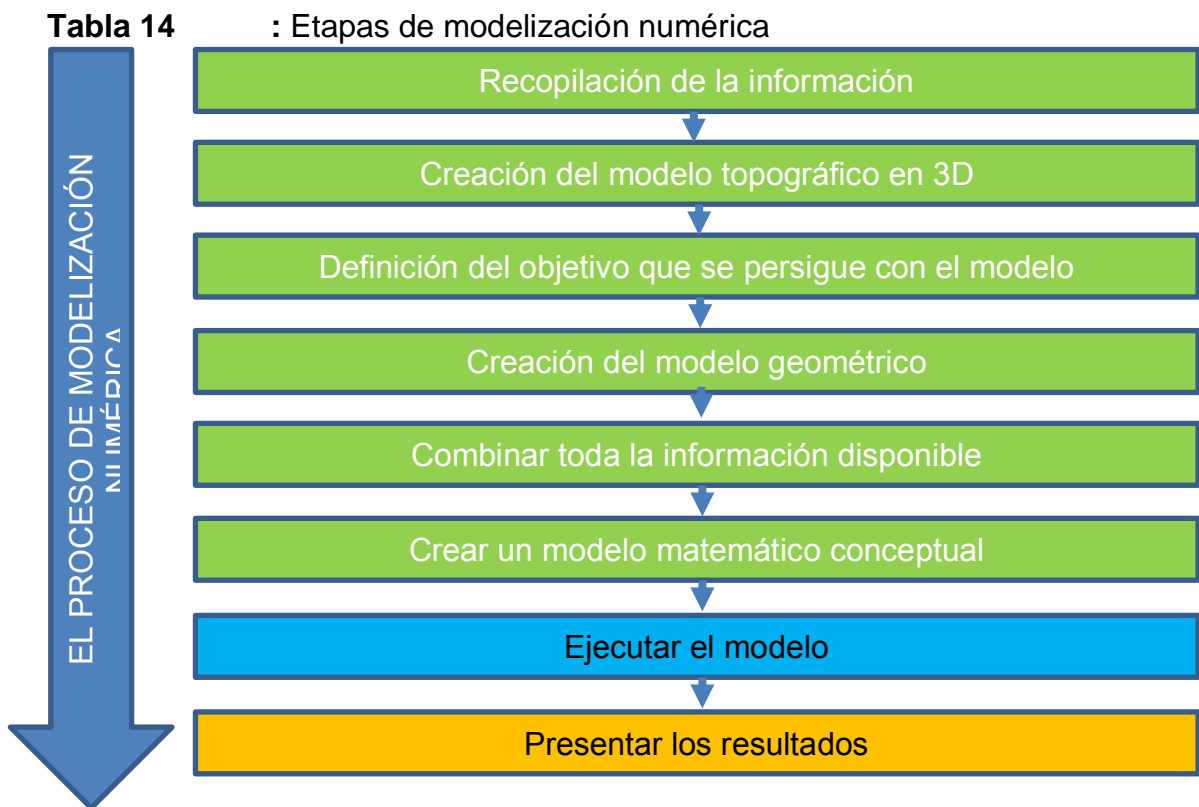 Tabla 14 : Etapas de modelización numérica
EL PROCESO DE MODELIZACIÓN
NUMÉRICA
Recopilación de la información
Creación del modelo topográfico en 3D
Definición del objetivo que se persigue con el modelo
Creación del modelo geométrico
Combinar toda la información disponible
Crear un modelo matemático conceptual
Ejecutar el modelo
Presentar los resultados